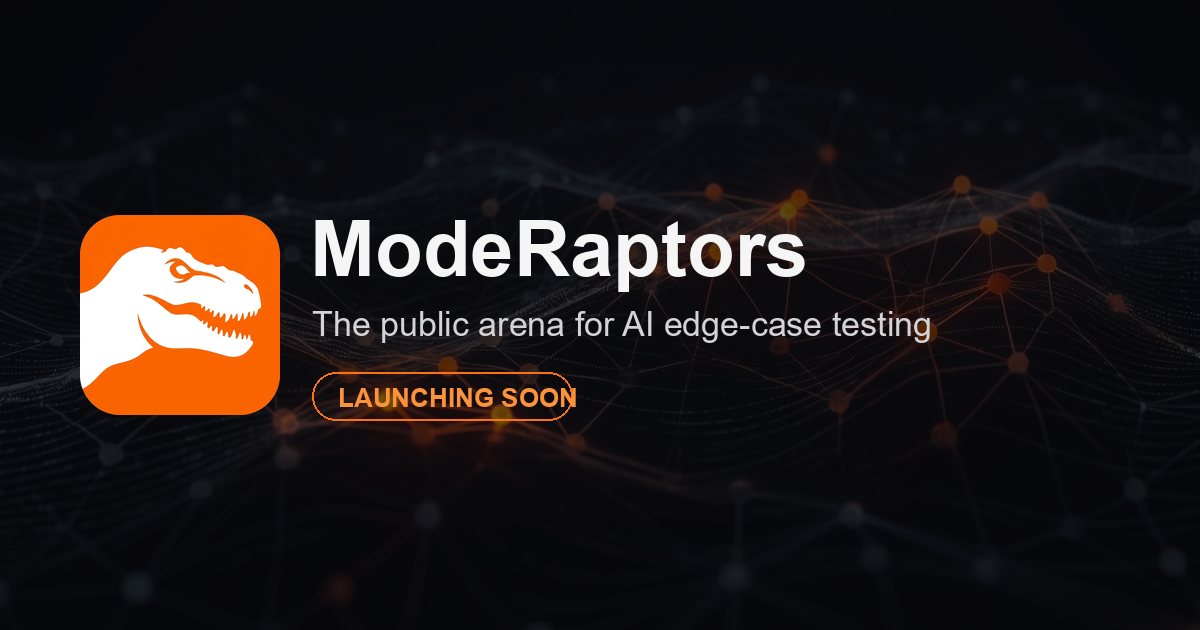 ModeRaptors
The public arena for AI edge-case testing
LAUNCHING SOON